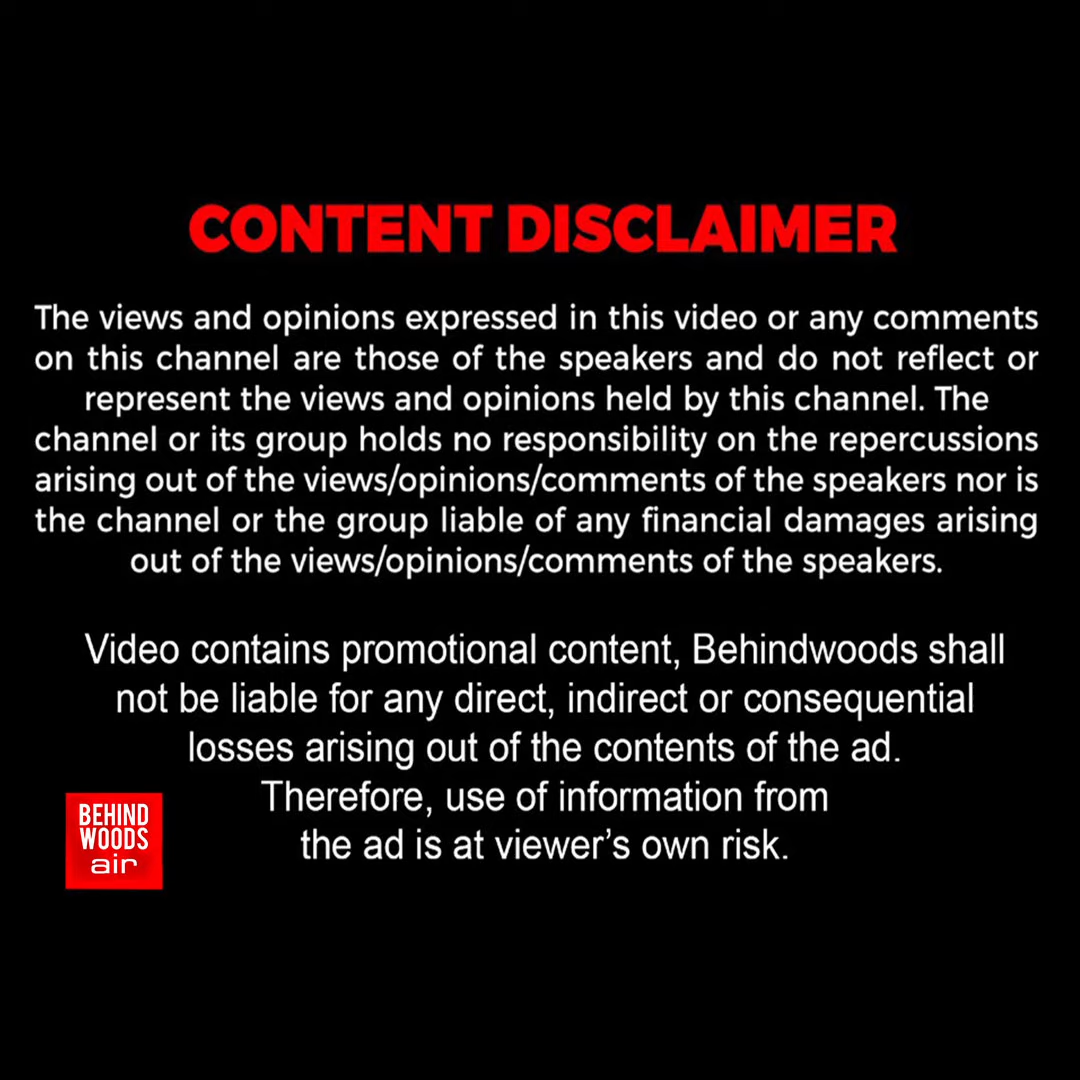 CONTENT DISCLAIMER
The views and opinions expressed in this video or any comments
on this channel are those of the speakers and do not reflect or
represent the views and opinions held by this channel. The
channel or its group holds no responsibility on the repercussions
arising out of the views/opinions/comments of the speakers nor is
the channel or the group liable of any financial damages arising
out of the views/opinions/comments of the speakers.
Video contains promotional content, Behindwoods shall
not be liable for any direct, indirect or consequential
losses arising out of the contents of the ad.
Therefore, use of information from
the ad is at viewer’s own risk.
BEHIND
WOODS
air